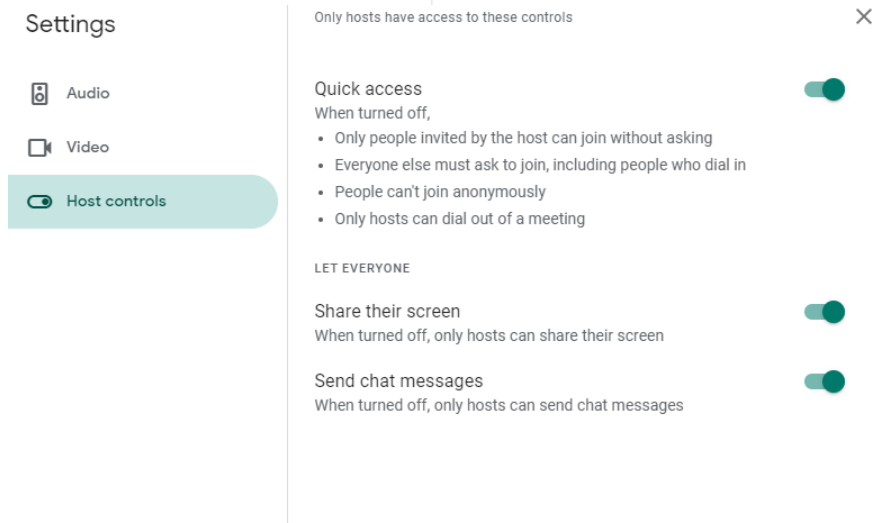 Settings
Audio
Video
Host controls
Only hosts have access to these controls
Quick access
When turned off,
• Only people invited by the host can join without asking
• Everyone else must ask to join, including people who dial in
• People can't join anonymously
• Only hosts can dial out of a meeting
LET EVERYONE
Share their screen
When turned off, only hosts can share their screen
Send chat messages
When turned off, only hosts can send chat messages